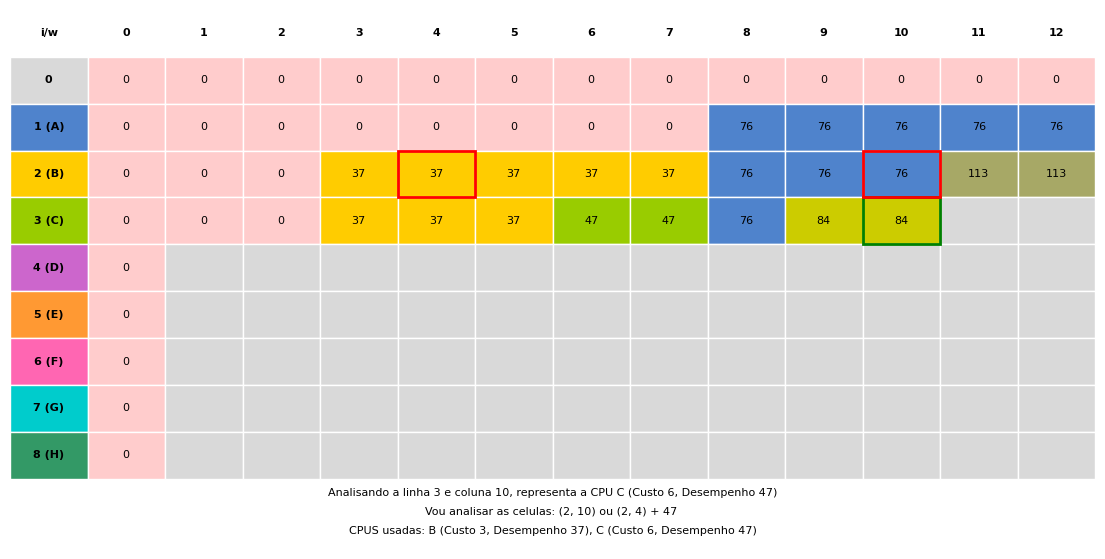 i/w 0 1 2 3 4 5 6 7 8 9 10 11 12
0 0 0 0 0 0 0 0 0 0 0 0 0 0
1 (A) 0 0 0 0 0 0 0 0 76 76 76 76 76
2 (B) 0 0 0 37 37 37 37 37 76 76 76 113 113
3 (C) 0 0 0 37 37 37 47 47 76 84 84
4 (D) 0
5 (E) 0
6 (F) 0
7 (G) 0
8 (H) 0
Analisando a linha 3 e coluna 10, representa a CPU C (Custo 6, Desempenho 47)
Vou analisar as celulas: (2, 10) ou (2, 4) + 47
CPUS usadas: B (Custo 3, Desempenho 37), C (Custo 6, Desempenho 47)